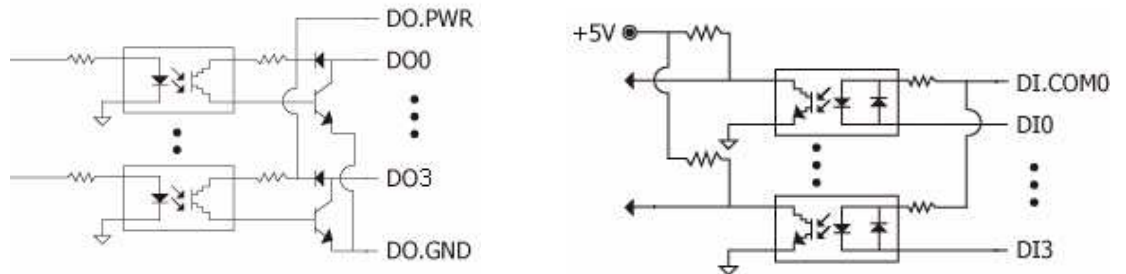 DO.PWR
DO0
DO3
DO.GND
+5V
DI.COM0
DI0
DI3